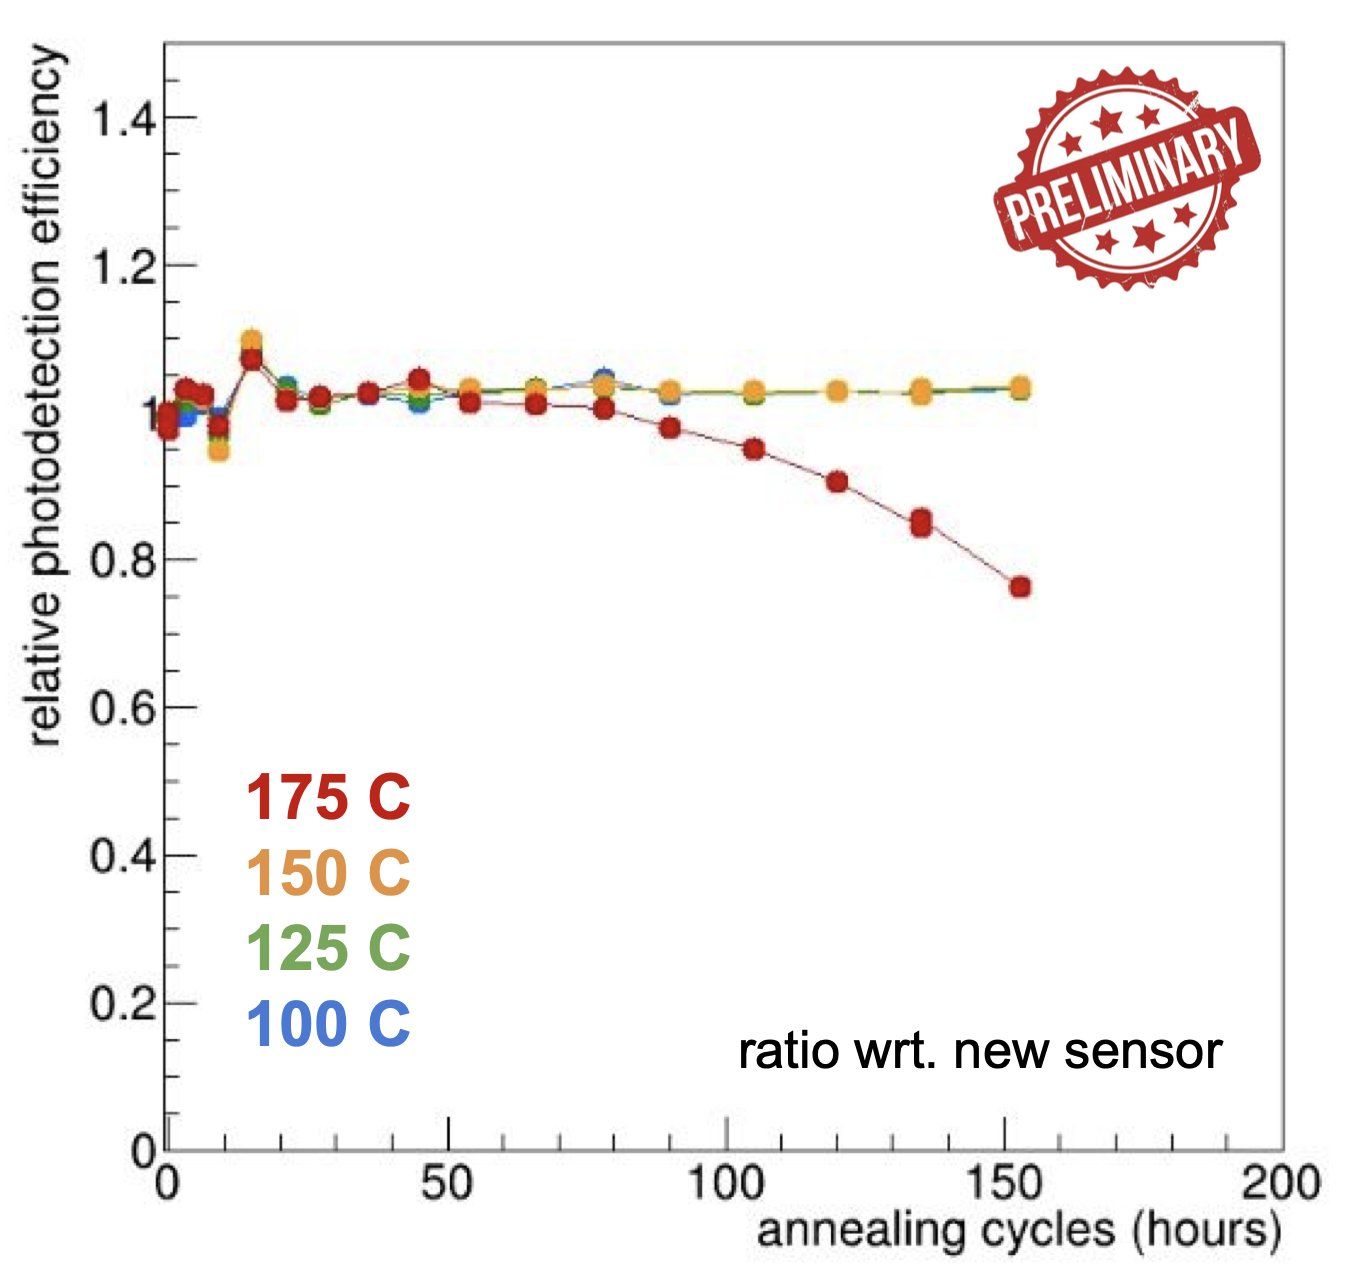 relative photodetection efficiency
1.4
1.2
1
0.8
0.6
0.4
0.2
0
PRELIMINARY
175 C
150 C
125 C
100 C
ratio wrt. new sensor
0 50 100 150 200
annealing cycles (hours)